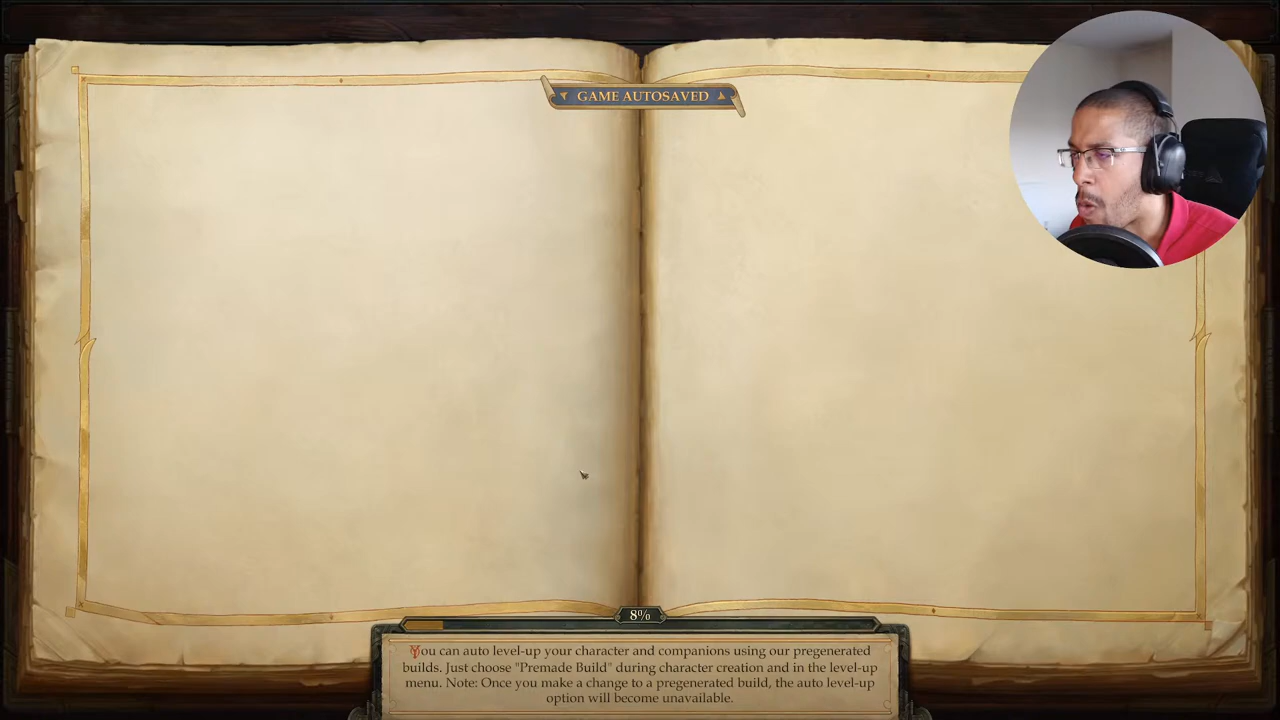 GAME AUTOSAVED
8%
You can auto level-up your character and companions using our pregenerated
builds. Just choose "Premade Build" during character creation and in the level-up
menu. Note: Once you make a change to a pregenerated build, the auto level-up
option will become unavailable.